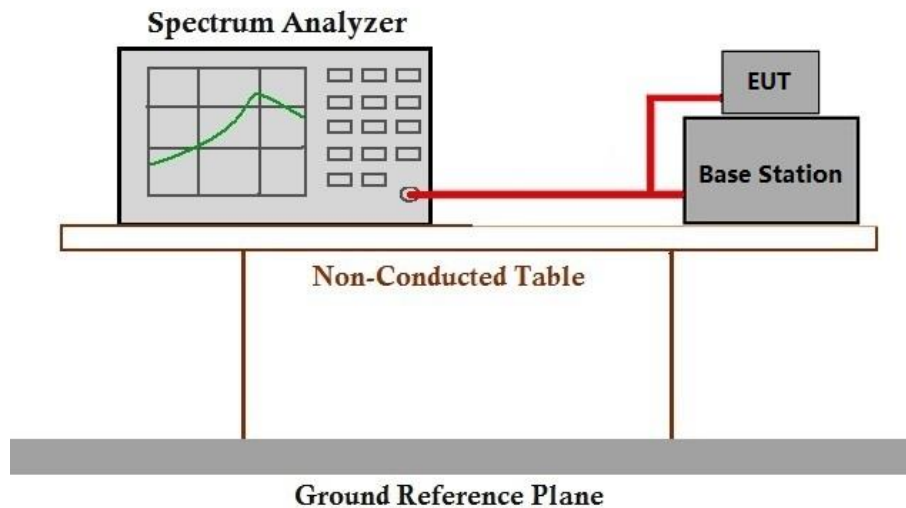 Spectrum Analyzer
EUT
Base Station
Non-Conducted Table
Ground Reference Plane